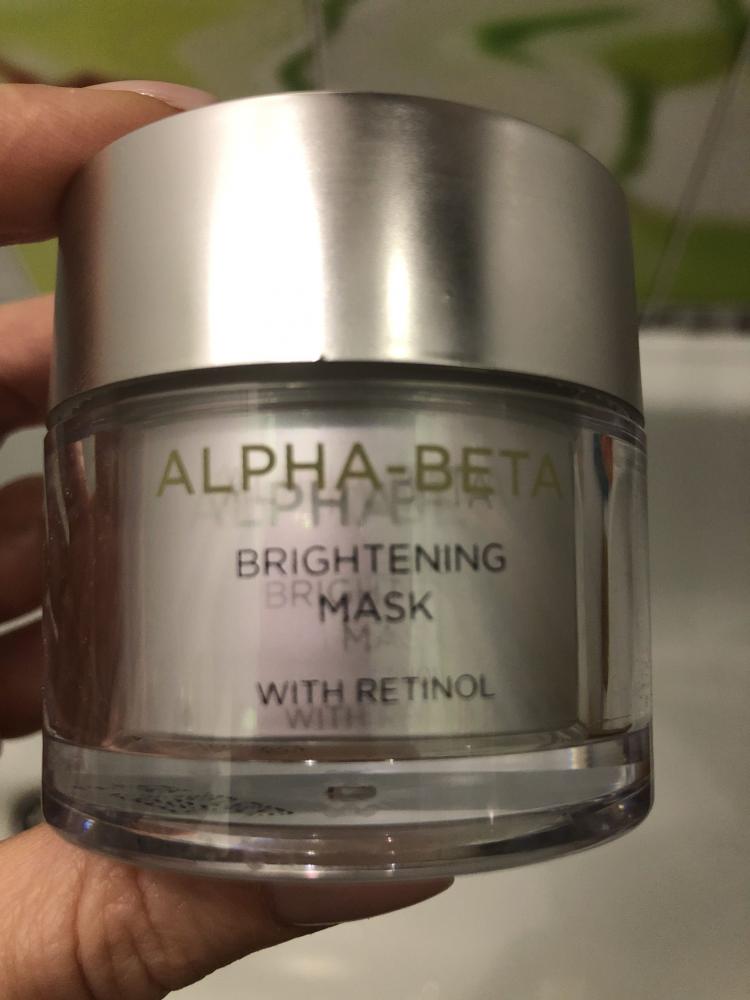 ALPHA-BETA
BRIGHTENING
MASK
WITH RETINOL